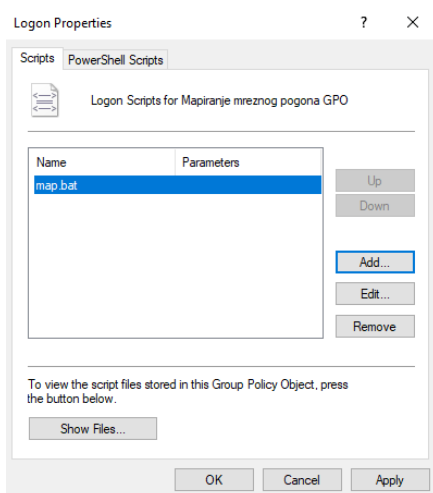 Logon Properties ? ×
Scripts PowerShell Scripts
<=>
<=>
Logon Scripts for Mapiranje mreznog pogona GPO
Name Parameters
map.bat
Up
Down
Add...
Edit...
Remove
To view the script files stored in this Group Policy Object, press
the button below.
Show Files...
OK Cancel Apply